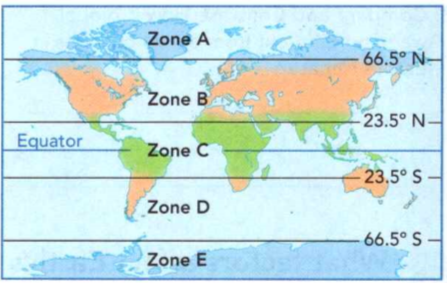 Zone A
66.5° N
Zone B
23.5° N
Equator
Zone C
23.5° S
Zone D
66.5° S
Zone E